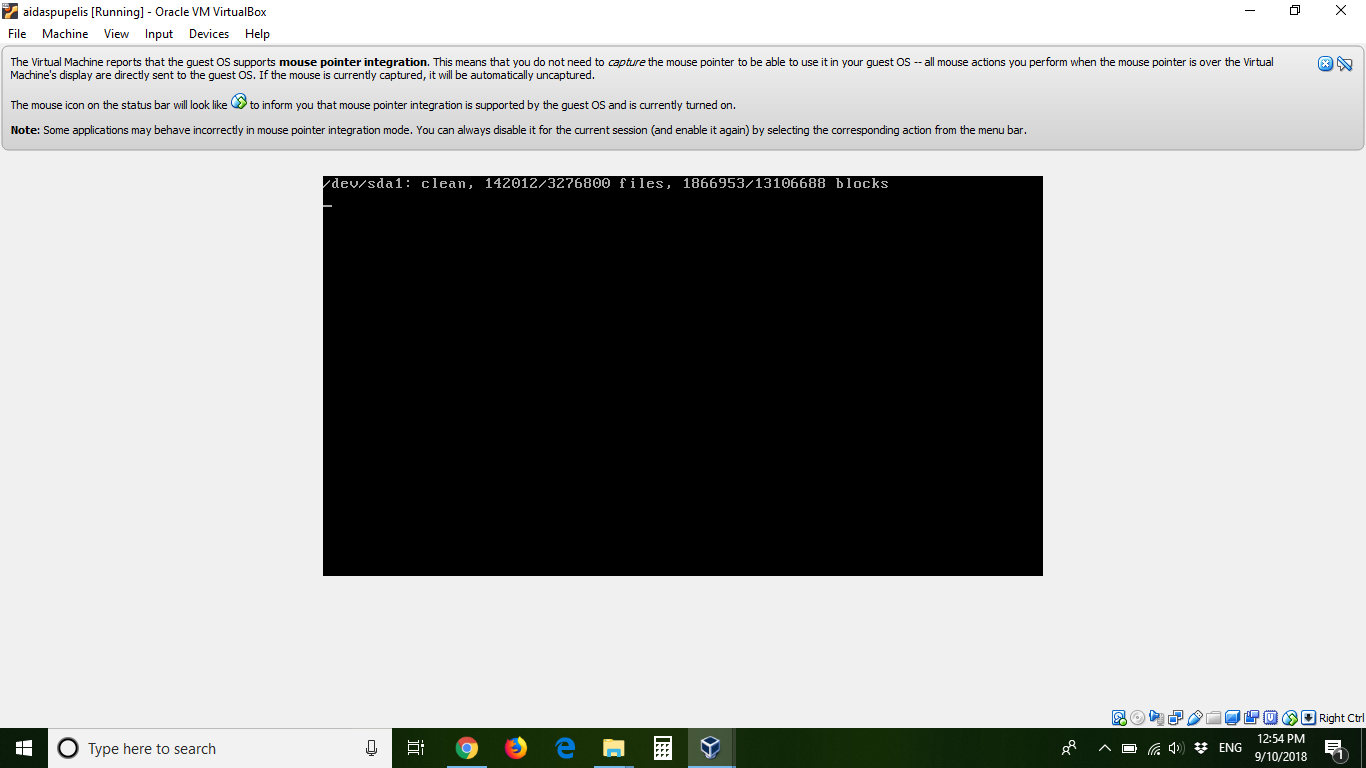 aidaspupelis [Running] - Oracle VM VirtualBox
File Machine View Input Devices Help
The Virtual Machine reports that the guest OS supports mouse pointer integration. This means that you do not need to capture the mouse pointer to be able to use it in your guest OS -- all mouse actions you perform when the mouse pointer is over the Virtual
Machine's display are directly sent to the guest OS. If the mouse is currently captured, it will be automatically uncaptured.
The mouse icon on the status bar will look like to inform you that mouse pointer integration is supported by the guest OS and is currently turned on.
Note: Some applications may behave incorrectly in mouse pointer integration mode. You can always disable it for the current session (and enable it again) by selecting the corresponding action from the menu bar.
/dev/sda1: clean, 142012/3276800 files, 1866953/13106688 blocks
_
Right Ctrl
Type here to search
ENG
12:54 PM
9/10/2018
1